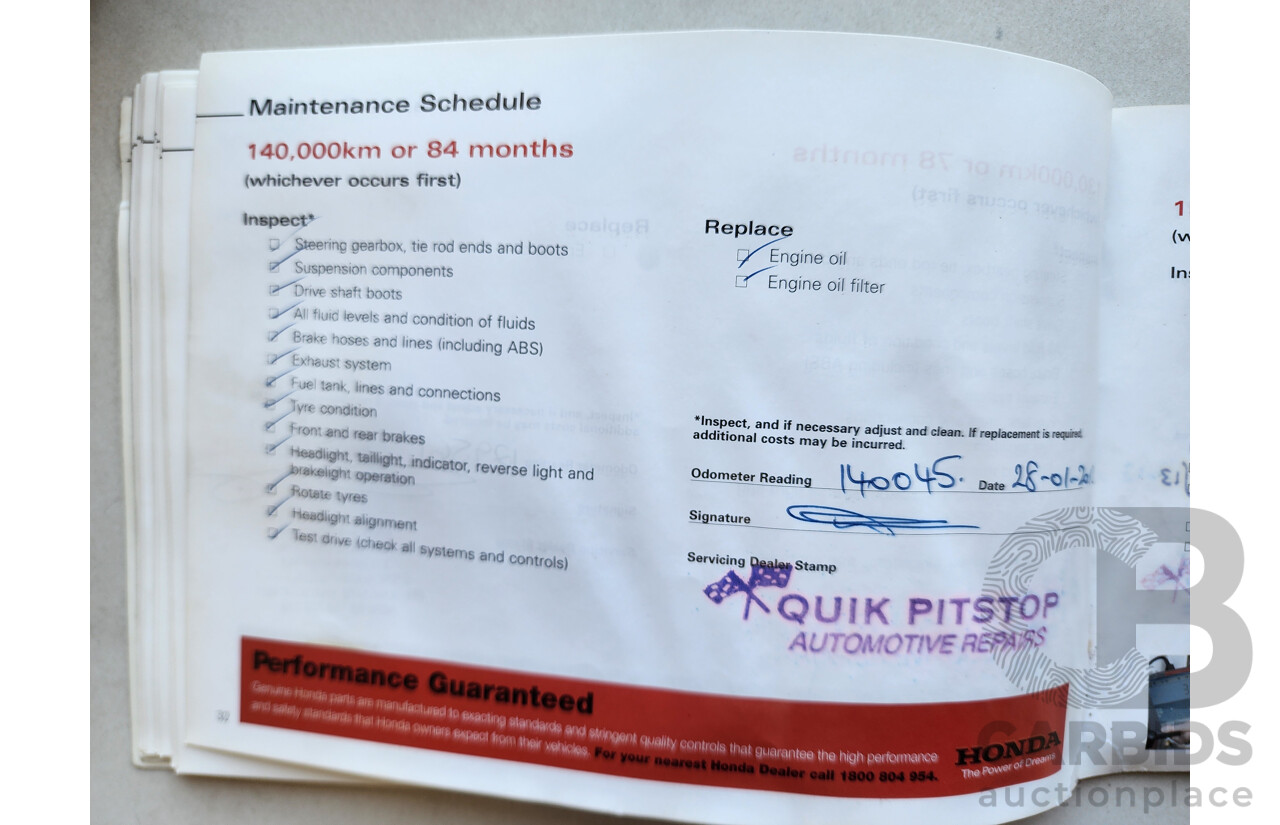 Maintenance Schedule
140,000km or 84 months
(whichever occurs first)
Inspect*
Steering gearbox, tie rod ends and boots
Suspension components
Drive shaft boots
All fluid levels and condition of fluids
Brake hoses and lines (including ABS)
Exhaust system
Fuel tank, lines and connections
Tyre condition
Front and rear brakes
Headlight, taillight, indicator, reverse light and
brakelight operation
Rotate tyres
Headlight alignment
Test drive (check all systems and controls)
Replace
Engine oil
Engine oil filter
*Inspect, and if necessary adjust and clean. If replacement is required,
additional costs may be incurred.
Odometer Reading 140045. Date 28-01-20
Signature
Servicing Dealer Stamp
QUIK PITSTOP
AUTOMOTIVE REPAIRS
Performance Guaranteed
Genuine Honda parts are manufactured to exacting standards and stringent quality controls that guarantee the high performance
and safety standards that Honda owners expect from their vehicles. For your nearest Honda Dealer call 1800 804 954.
HONDA
The Power of Dreams
32
1
(w
Ins
CARBIDS
auctionplace